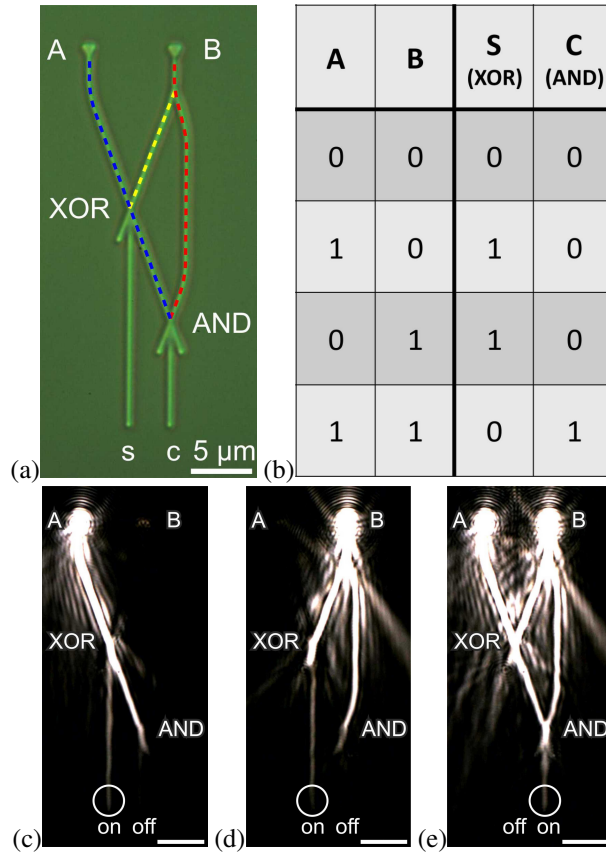 A B
XOR
AND
s c
5 µm
(a)
A B S (XOR) C (AND)
0 0 0 0
1 0 1 0
0 1 1 0
1 1 0 1
(b)
A B
XOR
AND
on off
(c)
A B
XOR
AND
on off
(d)
A B
XOR
AND
off on
(e)